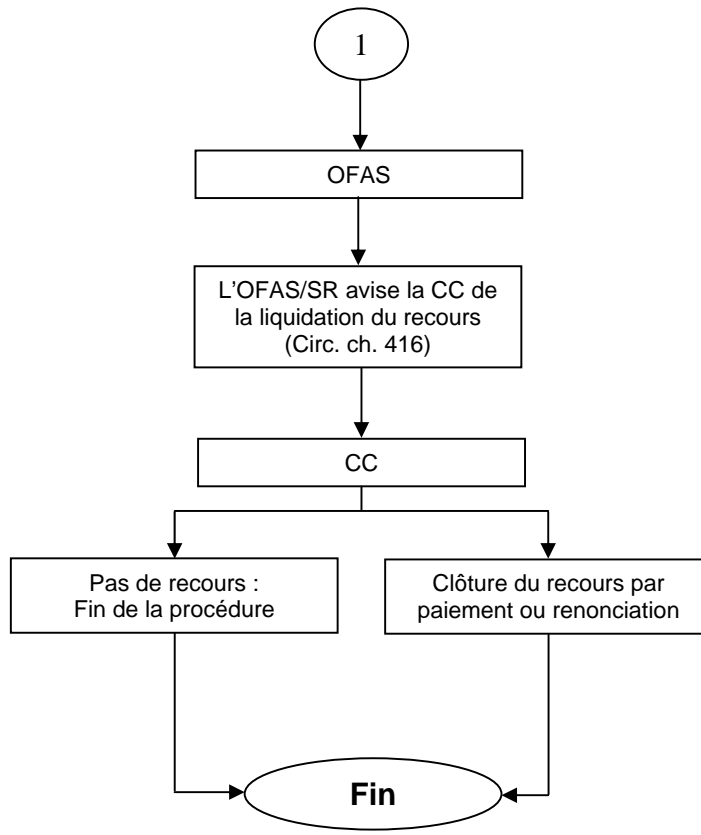 1
OFAS
L'OFAS/SR avise la CC de
la liquidation du recours
(Circ. ch. 416)
CC
Pas de recours :
Fin de la procédure
Clôture du recours par
paiement ou renonciation
Fin